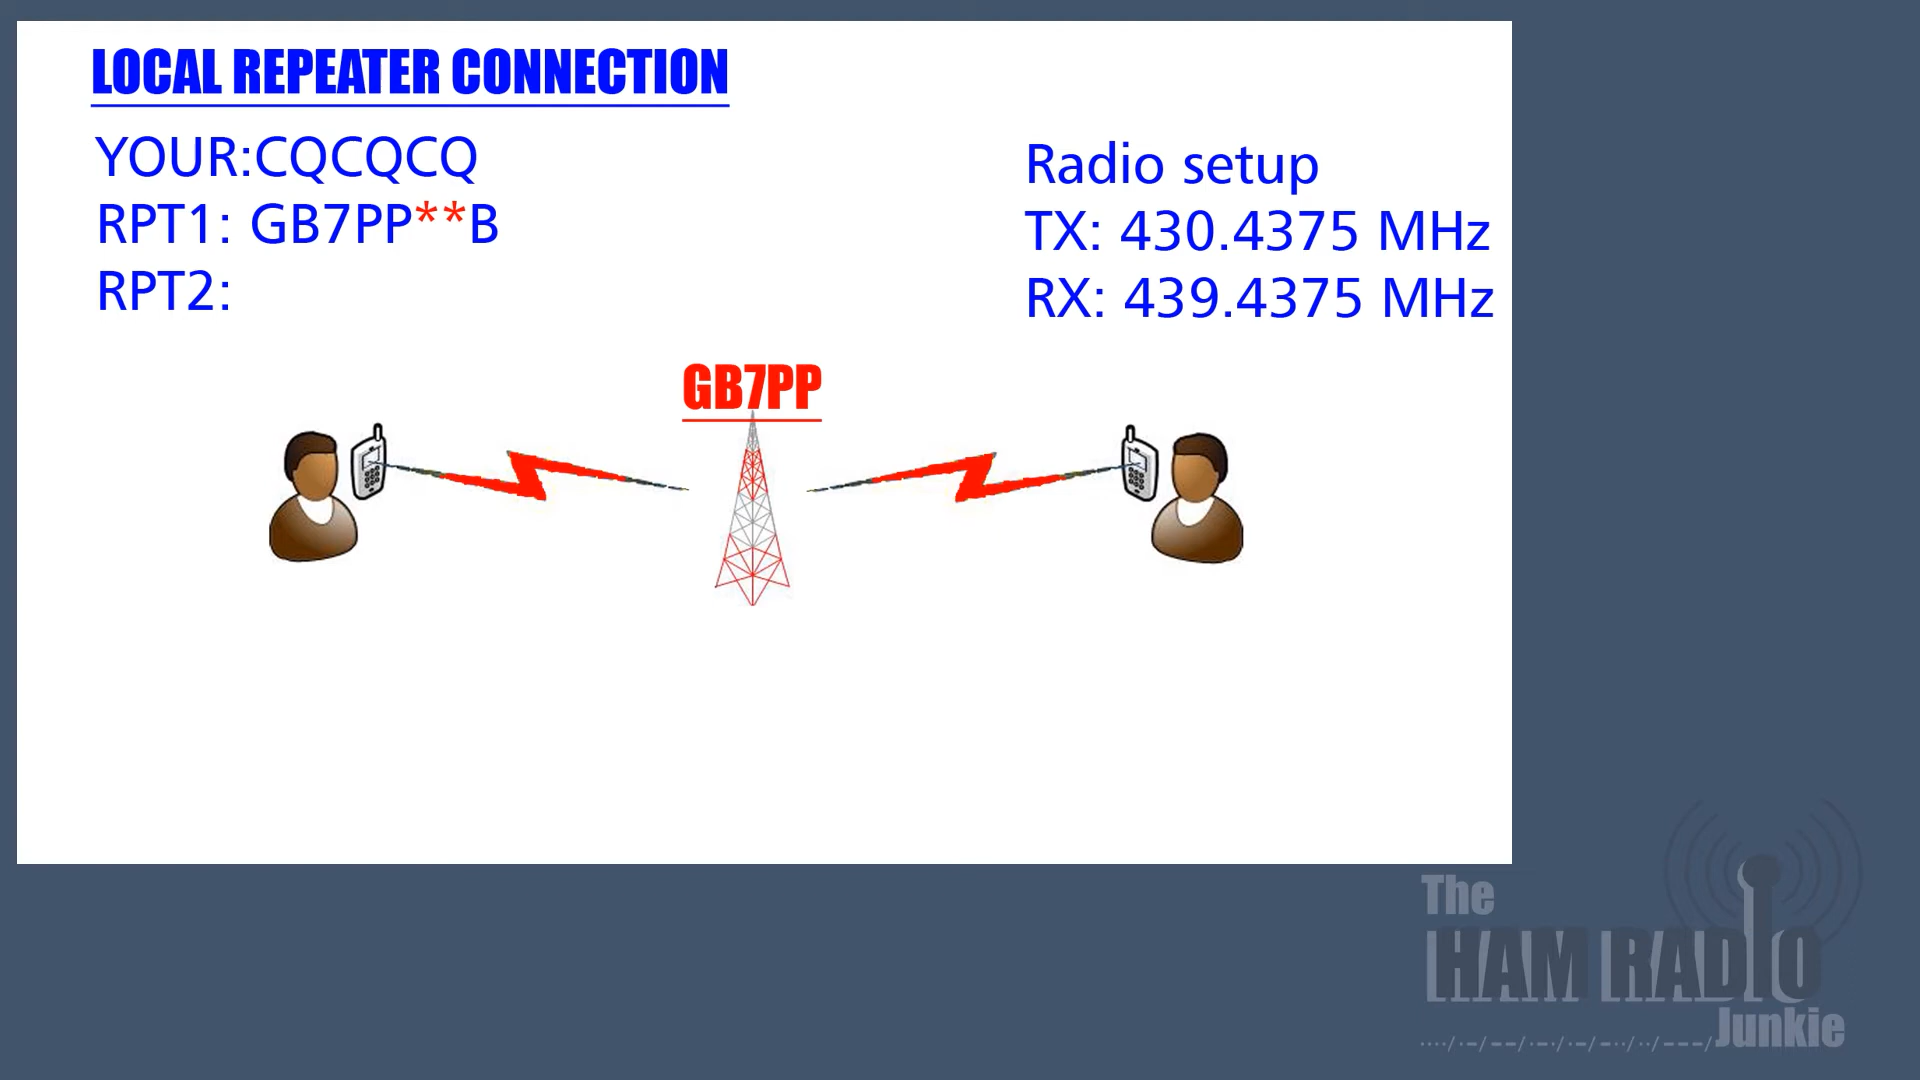 LOCAL REPEATER CONNECTION
YOUR:CQCQCQ
RPT1: GB7PP**B
RPT2:
Radio setup
TX: 430.4375 MHz
RX: 439.4375 MHz
GB7PP
The
HAM RADIO
Junkie
..../.-/--/.-./.-/-../../---/